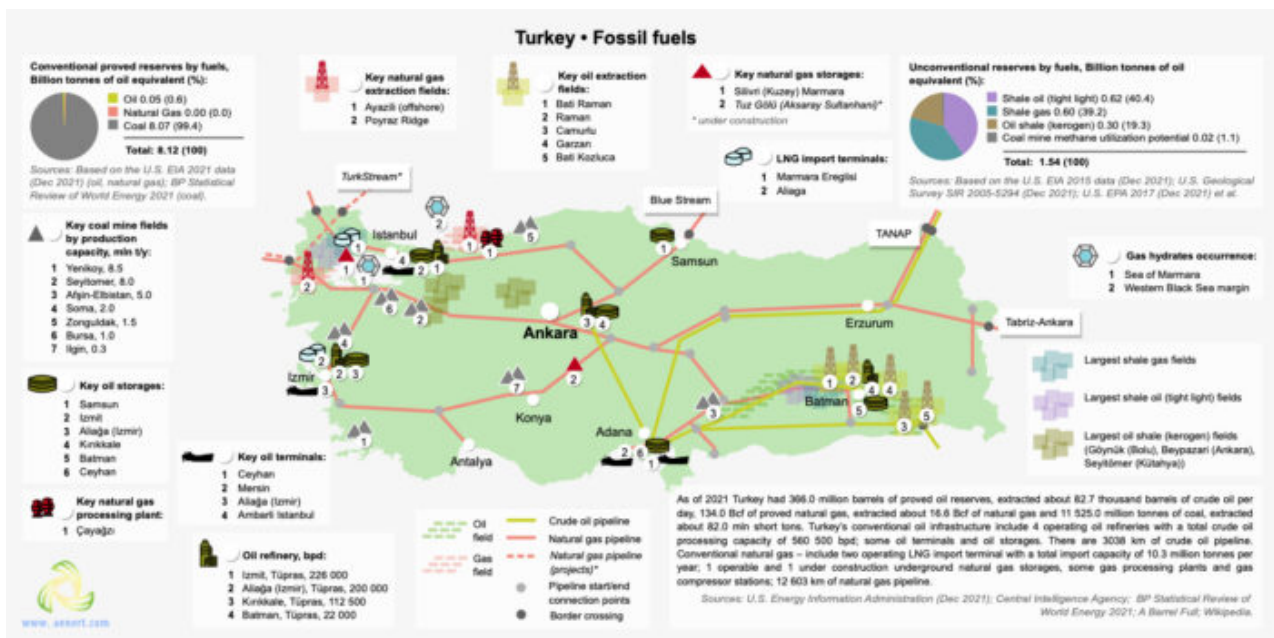 Turkey • Fossil fuels
Conventional proved reserves by fuels,
Billion tonnes of oil equivalent (%):
Oil 0.05 (0.6)
Natural Gas 0.00 (0.0)
Coal 8.07 (99.4)
Total: 8.12 (100)
Sources: Based on the U.S. EIA 2021 data
(Dec 2021) (oil, natural gas); BP Statistical
Review of World Energy 2021 (coal).
Key natural gas
extraction fields:
1 Ayazili (offshore)
2 Poyraz Ridge
Key oil extraction
fields:
1 Bati Raman
2 Raman
3 Camurlu
4 Garzan
5 Bati Kozluca
Key natural gas storages:
1 Silivri (Kuzey) Marmara
2 Tuz Gölü (Aksaray Sultanhani)*
* under construction
LNG import terminals:
1 Marmara Ereglisi
2 Aliaga
Unconventional reserves by fuels, Billion tonnes of oil
equivalent (%):
Shale oil (tight light) 0.62 (40.4)
Shale gas 0.60 (39.2)
Oil shale (kerogen) 0.30 (19.3)
Coal mine methane utilization potential 0.02 (1.1)
Total: 1.54 (100)
Sources: Based on the U.S. EIA 2015 data (Dec 2021); U.S. Geological
Survey SIR 2005-5294 (Dec 2021); U.S. EPA 2017 (Dec 2021) et al.
Key coal mine fields
by production
capacity, mln t/y:
1 Yenikoy, 8.5
2 Seyitomer, 8.0
3 Afşin-Elbistan, 5.0
4 Soma, 2.0
5 Zonguldak, 1.5
6 Bursa, 1.0
7 Ilgin, 0.3
Key oil storages:
1 Samsun
2 Izmit
3 Aliağa (Izmir)
4 Kırıkkale
5 Batman
6 Ceyhan
Key natural gas
processing plant:
1 Çayağzı
Key oil terminals:
1 Ceyhan
2 Mersin
3 Aliağa (Izmir)
4 Ambarli Istanbul
Oil refinery, bpd:
1 Izmit, Tüpras, 226 000
2 Aliağa (Izmir), Tüpras, 200 000
3 Kırıkkale, Tüpras, 112 500
4 Batman, Tüpras, 22 000
TurkStream*
Blue Stream
TANAP
Tabriz-Ankara
Istanbul
Samsun
Ankara
Erzurum
Izmir
Konya
Batman
Adana
Antalya
Gas hydrates occurrence:
1 Sea of Marmara
2 Western Black Sea margin
Largest shale gas fields
Largest shale oil (tight light) fields
Largest oil shale (kerogen) fields
(Göynük (Bolu), Beypazari (Ankara),
Seyitömer (Kütahya))
Oil
field
Gas
field
Crude oil pipeline
Natural gas pipeline
Natural gas pipeline
(projects)*
Pipeline start/end
connection points
Border crossing
As of 2021 Turkey had 366.0 million barrels of proved oil reserves, extracted about 82.7 thousand barrels of crude oil per
day, 134.0 Bcf of proved natural gas, extracted about 16.6 Bcf of natural gas and 11 525.0 million tonnes of coal, extracted
about 82.0 mln short tons. Turkey's conventional oil infrastructure include 4 operating oil refineries with a total crude oil
processing capacity of 560 500 bpd; some oil terminals and oil storages. There are 3038 km of crude oil pipeline.
Conventional natural gas – include two operating LNG import terminal with a total import capacity of 10.3 million tonnes per
year; 1 operable and 1 under construction underground natural gas storages, some gas processing plants and gas
compressor stations; 12 603 km of natural gas pipeline.
Sources: U.S. Energy Information Administration (Dec 2021); Central Intelligence Agency; BP Statistical Review of
World Energy 2021; A Barrel Full; Wikipedia.
www.aenert.com